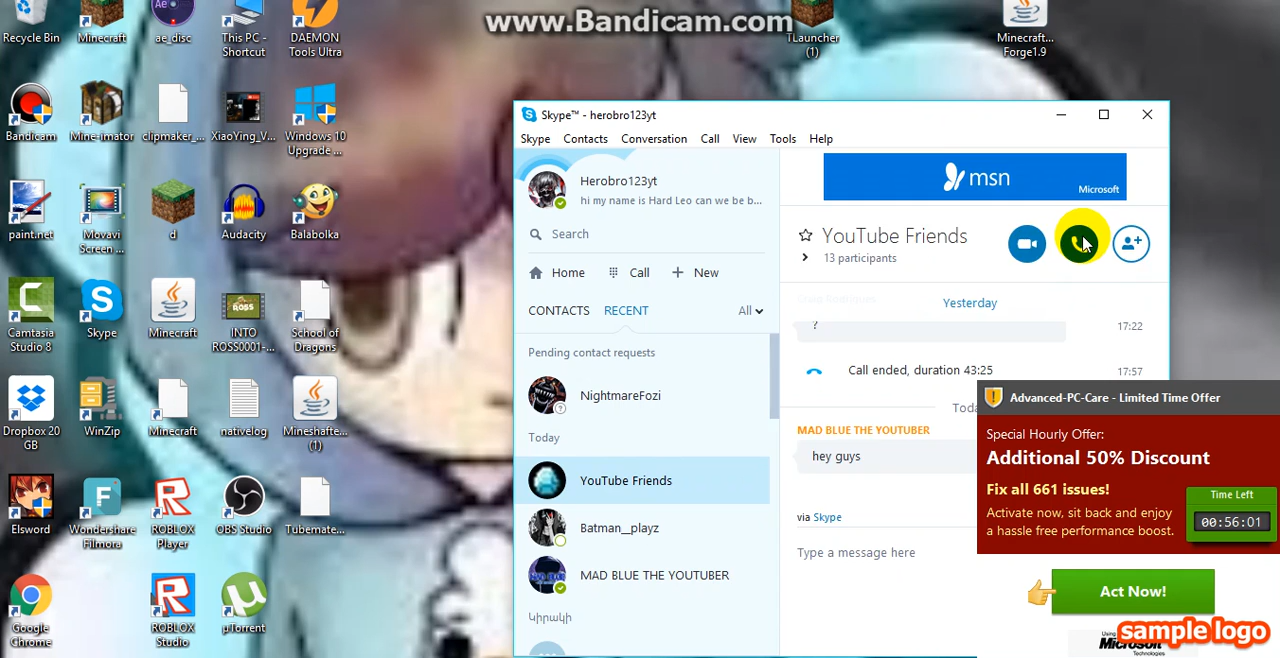 www.Bandicam.com
Recycle Bin
Minecraft
Ae
ae_disc
This PC -
Shortcut
DAEMON
Tools Ultra
TLauncher
(1)
Minecraft...
Forge1.9
Bandicam
Mine-imator
clipmaker_...
XiaoYing_V...
Windows 10
Upgrade ...
paint.net
Movavi
Screen ...
d
Audacity
Balabolka
Camtasia
Studio 8
Skype
Minecraft
INTO
ROSS0001-...
School of
Dragons
Dropbox 20
GB
WinZip
Minecraft
nativelog
Mineshafte...
(1)
Elsword
Wondershare
Filmora
ROBLOX
Player
OBS Studio
Tubemate...
Google
Chrome
ROBLOX
Studio
µTorrent
Skype™ - herobro123yt
Skype Contacts Conversation Call View Tools Help
Herobro123yt
hi my name is Hard Leo can we be b...
Search
Home Call New
CONTACTS RECENT All
Pending contact requests
NightmareFozi
Today
YouTube Friends
Batman__playz
MAD BLUE THE YOUTUBER
Կիրակի
msn
Microsoft
YouTube Friends
13 participants
Yesterday
?
17:22
Call ended, duration 43:25
17:57
MAD BLUE THE YOUTUBER
hey guys
via Skype
Type a message here
Advanced-PC-Care - Limited Time Offer
Special Hourly Offer:
Additional 50% Discount
Fix all 661 issues!
Activate now, sit back and enjoy
a hassle free performance boost.
Time Left
00:56:01
Act Now!
sample logo
Using
Microsoft
Technologies